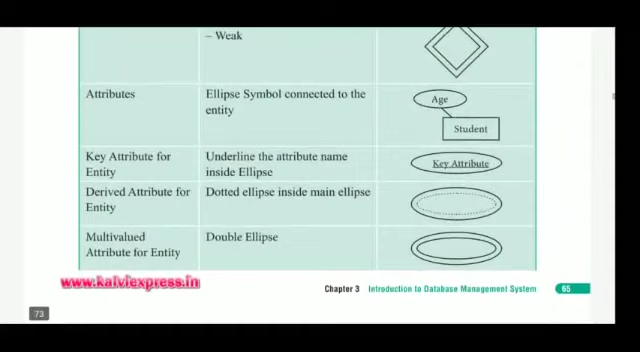 – Weak
Attributes
Ellipse Symbol connected to the
entity
Age
Student
Key Attribute for
Entity
Underline the attribute name
inside Ellipse
Key Attribute
Derived Attribute for
Entity
Dotted ellipse inside main ellipse
Multivalued
Attribute for Entity
Double Ellipse
www.kalviexpress.in
Chapter 3 Introduction to Database Management System 65
73